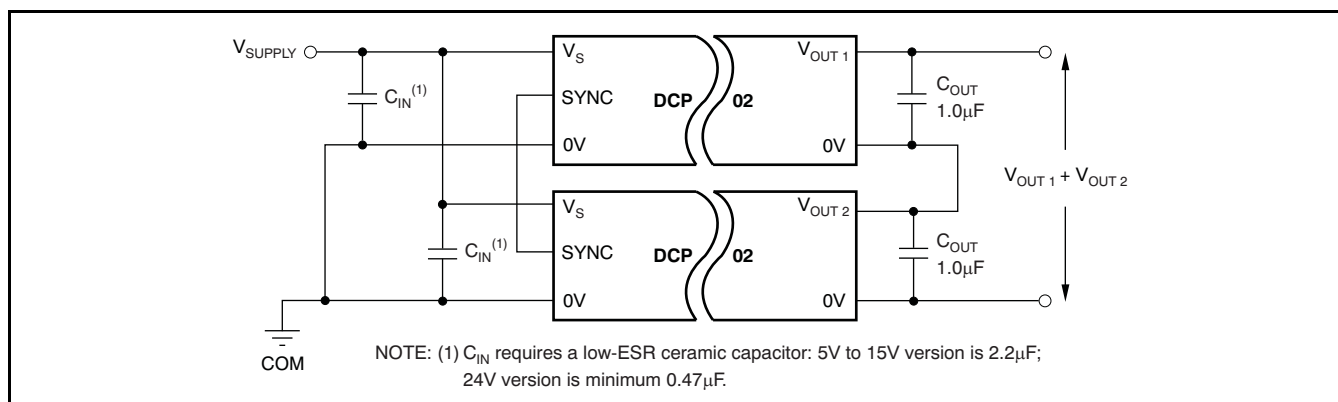 V_SUPPLY
C_IN^(1)
V_S
SYNC
0V
DCP
02
V_OUT 1
0V
C_OUT
1.0μF
V_OUT 1 + V_OUT 2
C_IN^(1)
V_S
SYNC
0V
DCP
02
V_OUT 2
0V
C_OUT
1.0μF
COM
NOTE: (1) C_IN requires a low-ESR ceramic capacitor: 5V to 15V version is 2.2μF;
24V version is minimum 0.47μF.